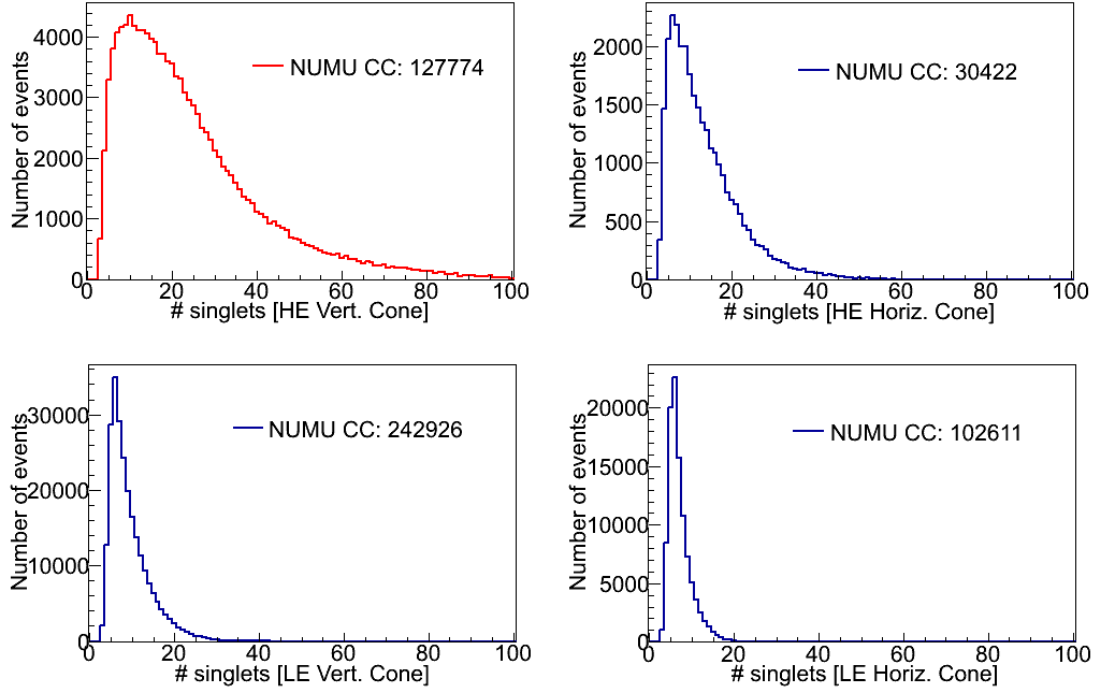 Number of events
4000
3000
2000
1000
0
NUMU CC: 127774
0 20 40 60 80 100
# singlets [HE Vert. Cone]
Number of events
2000
1500
1000
500
0
NUMU CC: 30422
0 20 40 60 80 100
# singlets [HE Horiz. Cone]
Number of events
30000
20000
10000
0
NUMU CC: 242926
0 20 40 60 80 100
# singlets [LE Vert. Cone]
Number of events
20000
15000
10000
5000
0
NUMU CC: 102611
0 20 40 60 80 100
# singlets [LE Horiz. Cone]